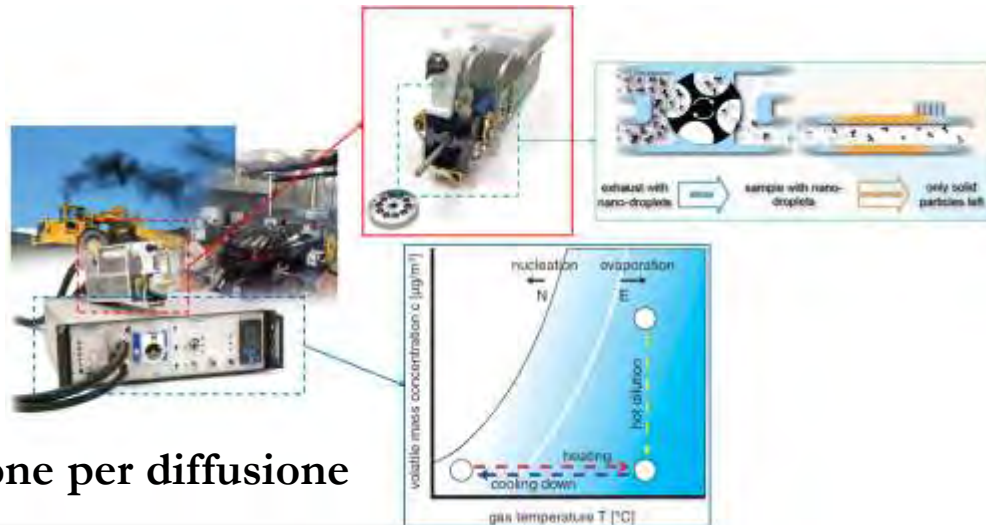 exhaust with
nano-droplets
sample with nano-
droplets
only solid
particles left
nucleation
evaporation
N
E
volatile mass concentration c [µg/m³]
hot dilution
heating
cooling down
gas temperature T [°C]
one per diffusione